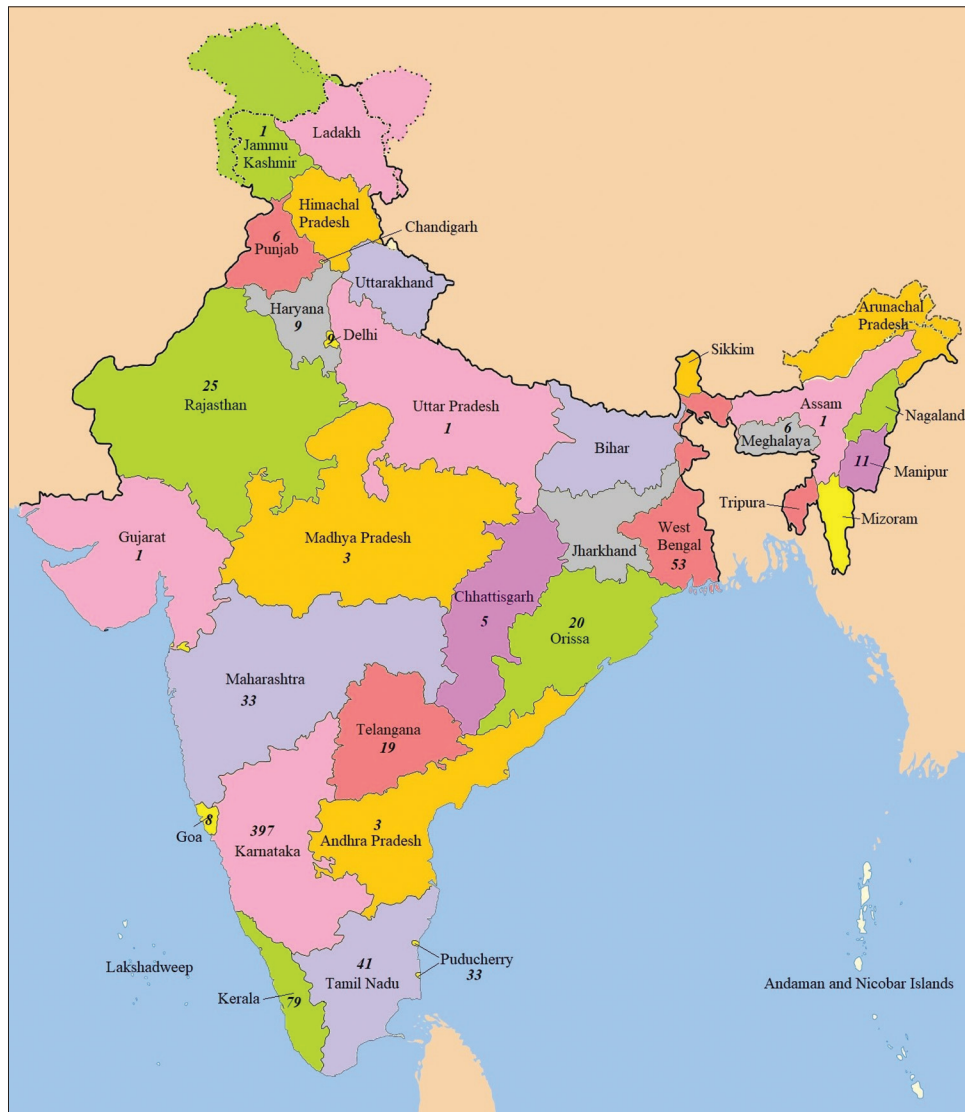 1
Jammu
Kashmir
Ladakh
Himachal
Pradesh
6
Punjab
Chandigarh
Uttarakhand
Haryana
9
9
Delhi
Arunachal
Pradesh
Sikkim
25
Rajasthan
Uttar Pradesh
1
Assam
1
Nagaland
6
Meghalaya
Bihar
11
Manipur
Tripura
Mizoram
Gujarat
1
Madhya Pradesh
3
Jharkhand
West
Bengal
53
Chhattisgarh
5
20
Orissa
Maharashtra
33
Telangana
19
8
Goa
397
Karnataka
3
Andhra Pradesh
Lakshadweep
41
Tamil Nadu
Puducherry
33
Kerala
79
Andaman and Nicobar Islands